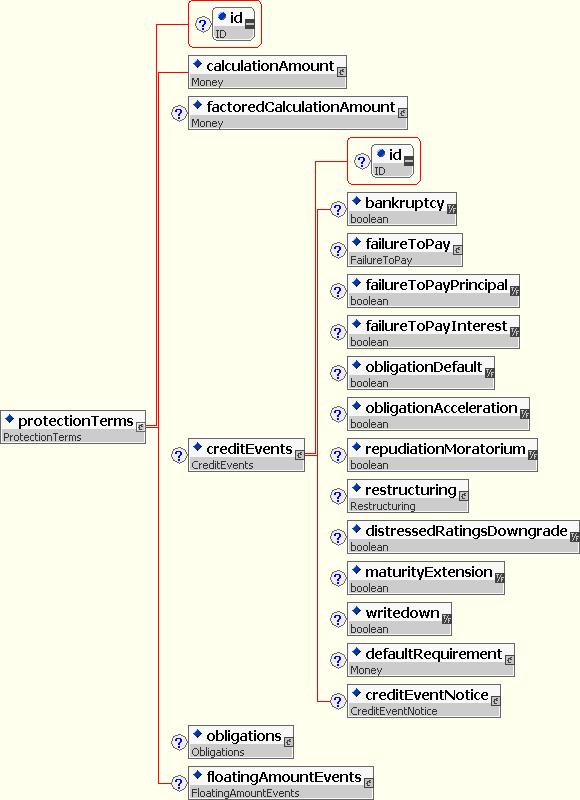 ? id
ID
calculationAmount
Money
? factoredCalculationAmount
Money
? id
ID
? bankruptcy
boolean
? failureToPay
FailureToPay
? failureToPayPrincipal
boolean
? failureToPayInterest
boolean
? obligationDefault
boolean
? obligationAcceleration
boolean
protectionTerms
ProtectionTerms
? creditEvents
CreditEvents
? repudiationMoratorium
boolean
? restructuring
Restructuring
? distressedRatingsDowngrade
boolean
? maturityExtension
boolean
? writedown
boolean
? defaultRequirement
Money
? creditEventNotice
CreditEventNotice
? obligations
Obligations
? floatingAmountEvents
FloatingAmountEvents